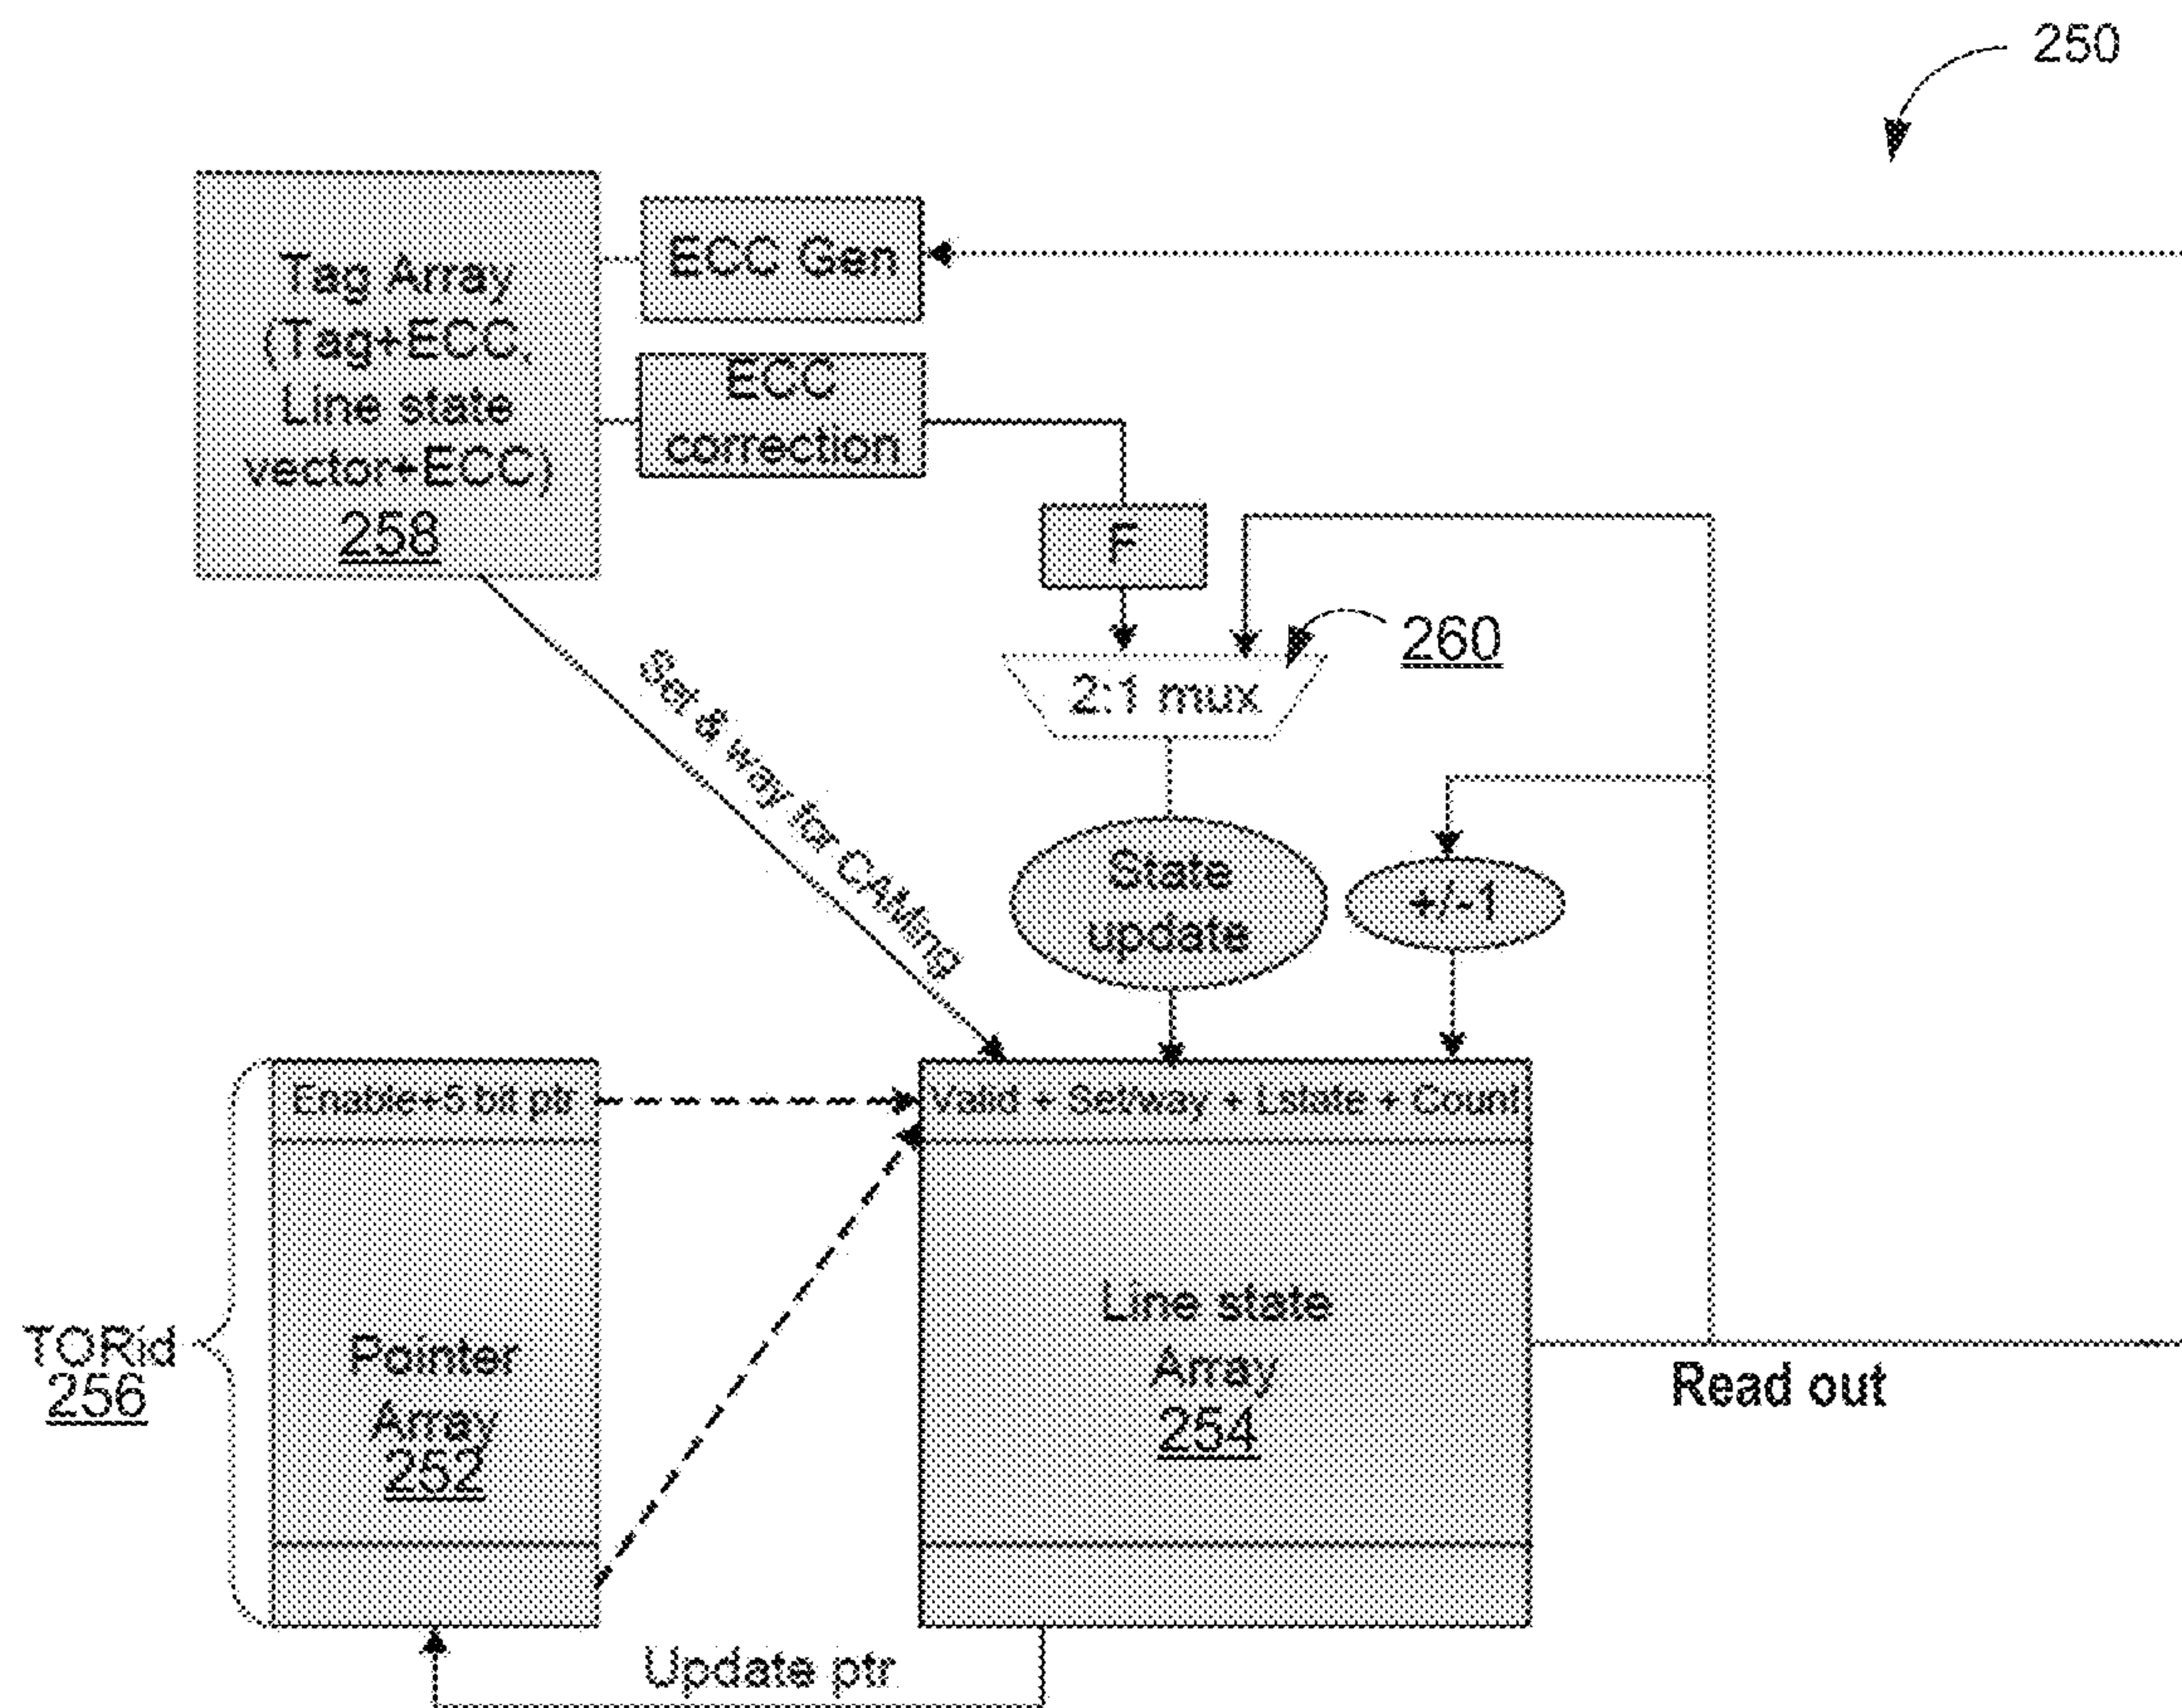 250
Tag Array
(Tag+ECC,
Line state
vector+ECC)
258
ECC Gen
ECC
correction
F
260
2:1 mux
Set & way for CAMing
State
update
+/-1
Enable+5 bit ptr
Valid + Set/way + Lstate + Count
TORid
256
Pointer
Array
252
Line state
Array
254
Read out
Update ptr